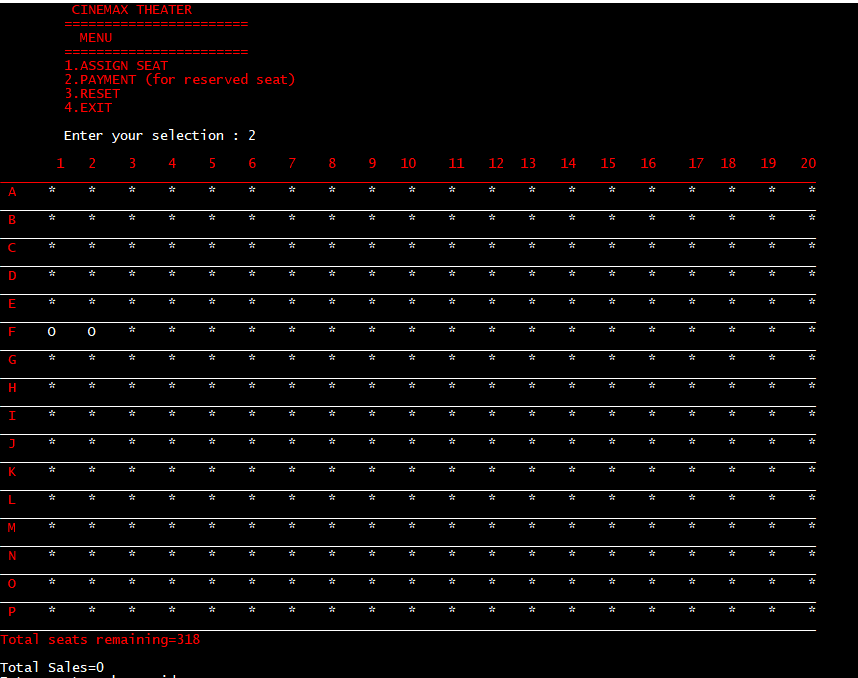 CINEMAX THEATER
=======================
MENU
=======================
1.ASSIGN SEAT
2.PAYMENT (for reserved seat)
3.RESET
4.EXIT
Enter your selection : 2
1 2 3 4 5 6 7 8 9 10 11 12 13 14 15 16 17 18 19 20
A * * * * * * * * * * * * * * * * * * * *
B * * * * * * * * * * * * * * * * * * * *
C * * * * * * * * * * * * * * * * * * * *
D * * * * * * * * * * * * * * * * * * * *
E * * * * * * * * * * * * * * * * * * * *
F O O * * * * * * * * * * * * * * * * * *
G * * * * * * * * * * * * * * * * * * * *
H * * * * * * * * * * * * * * * * * * * *
I * * * * * * * * * * * * * * * * * * * *
J * * * * * * * * * * * * * * * * * * * *
K * * * * * * * * * * * * * * * * * * * *
L * * * * * * * * * * * * * * * * * * * *
M * * * * * * * * * * * * * * * * * * * *
N * * * * * * * * * * * * * * * * * * * *
O * * * * * * * * * * * * * * * * * * * *
P * * * * * * * * * * * * * * * * * * * *
Total seats remaining=318
Total Sales=0